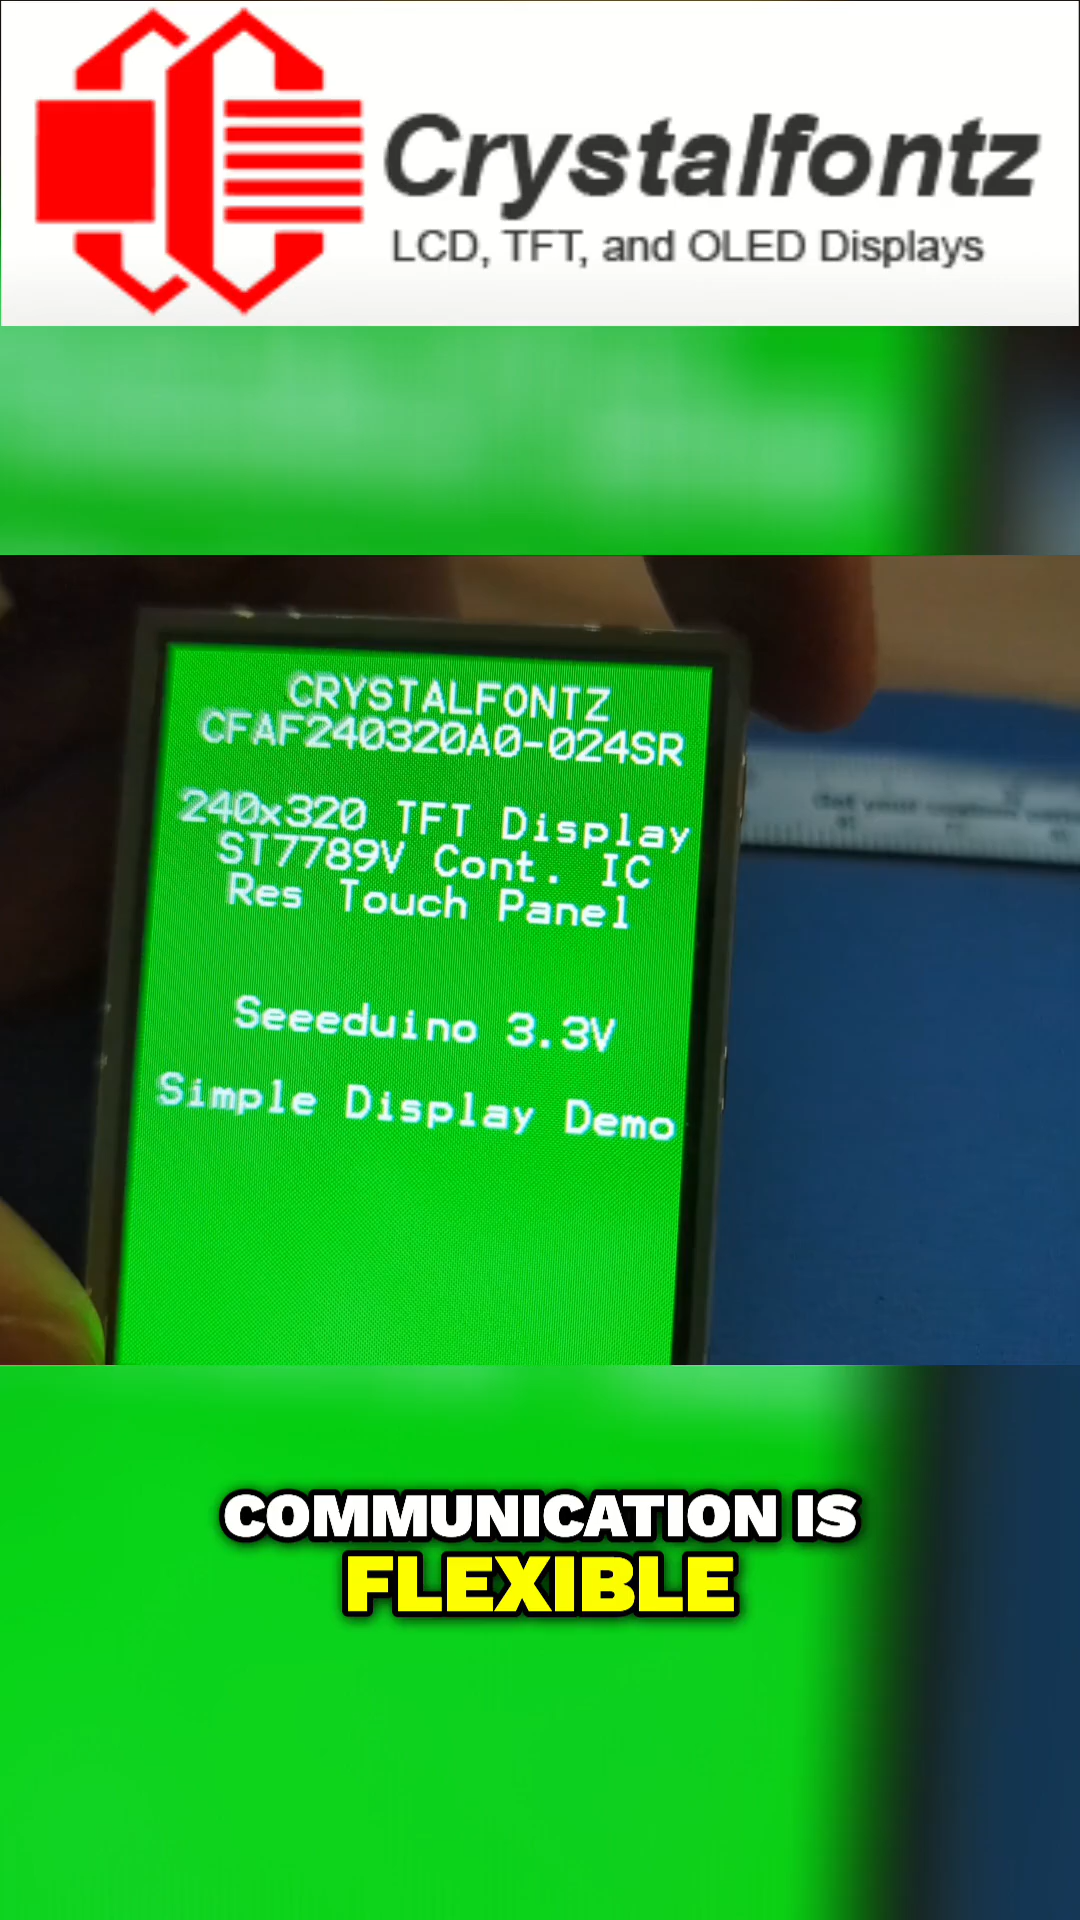 Crystalfontz
LCD, TFT, and OLED Displays
CRYSTALFONTZ
CFAF240320A0-024SR
240x320 TFT Display
ST7789V Cont. IC
Res Touch Panel
Seeeduino 3.3V
Simple Display Demo
COMMUNICATION IS
FLEXIBLE